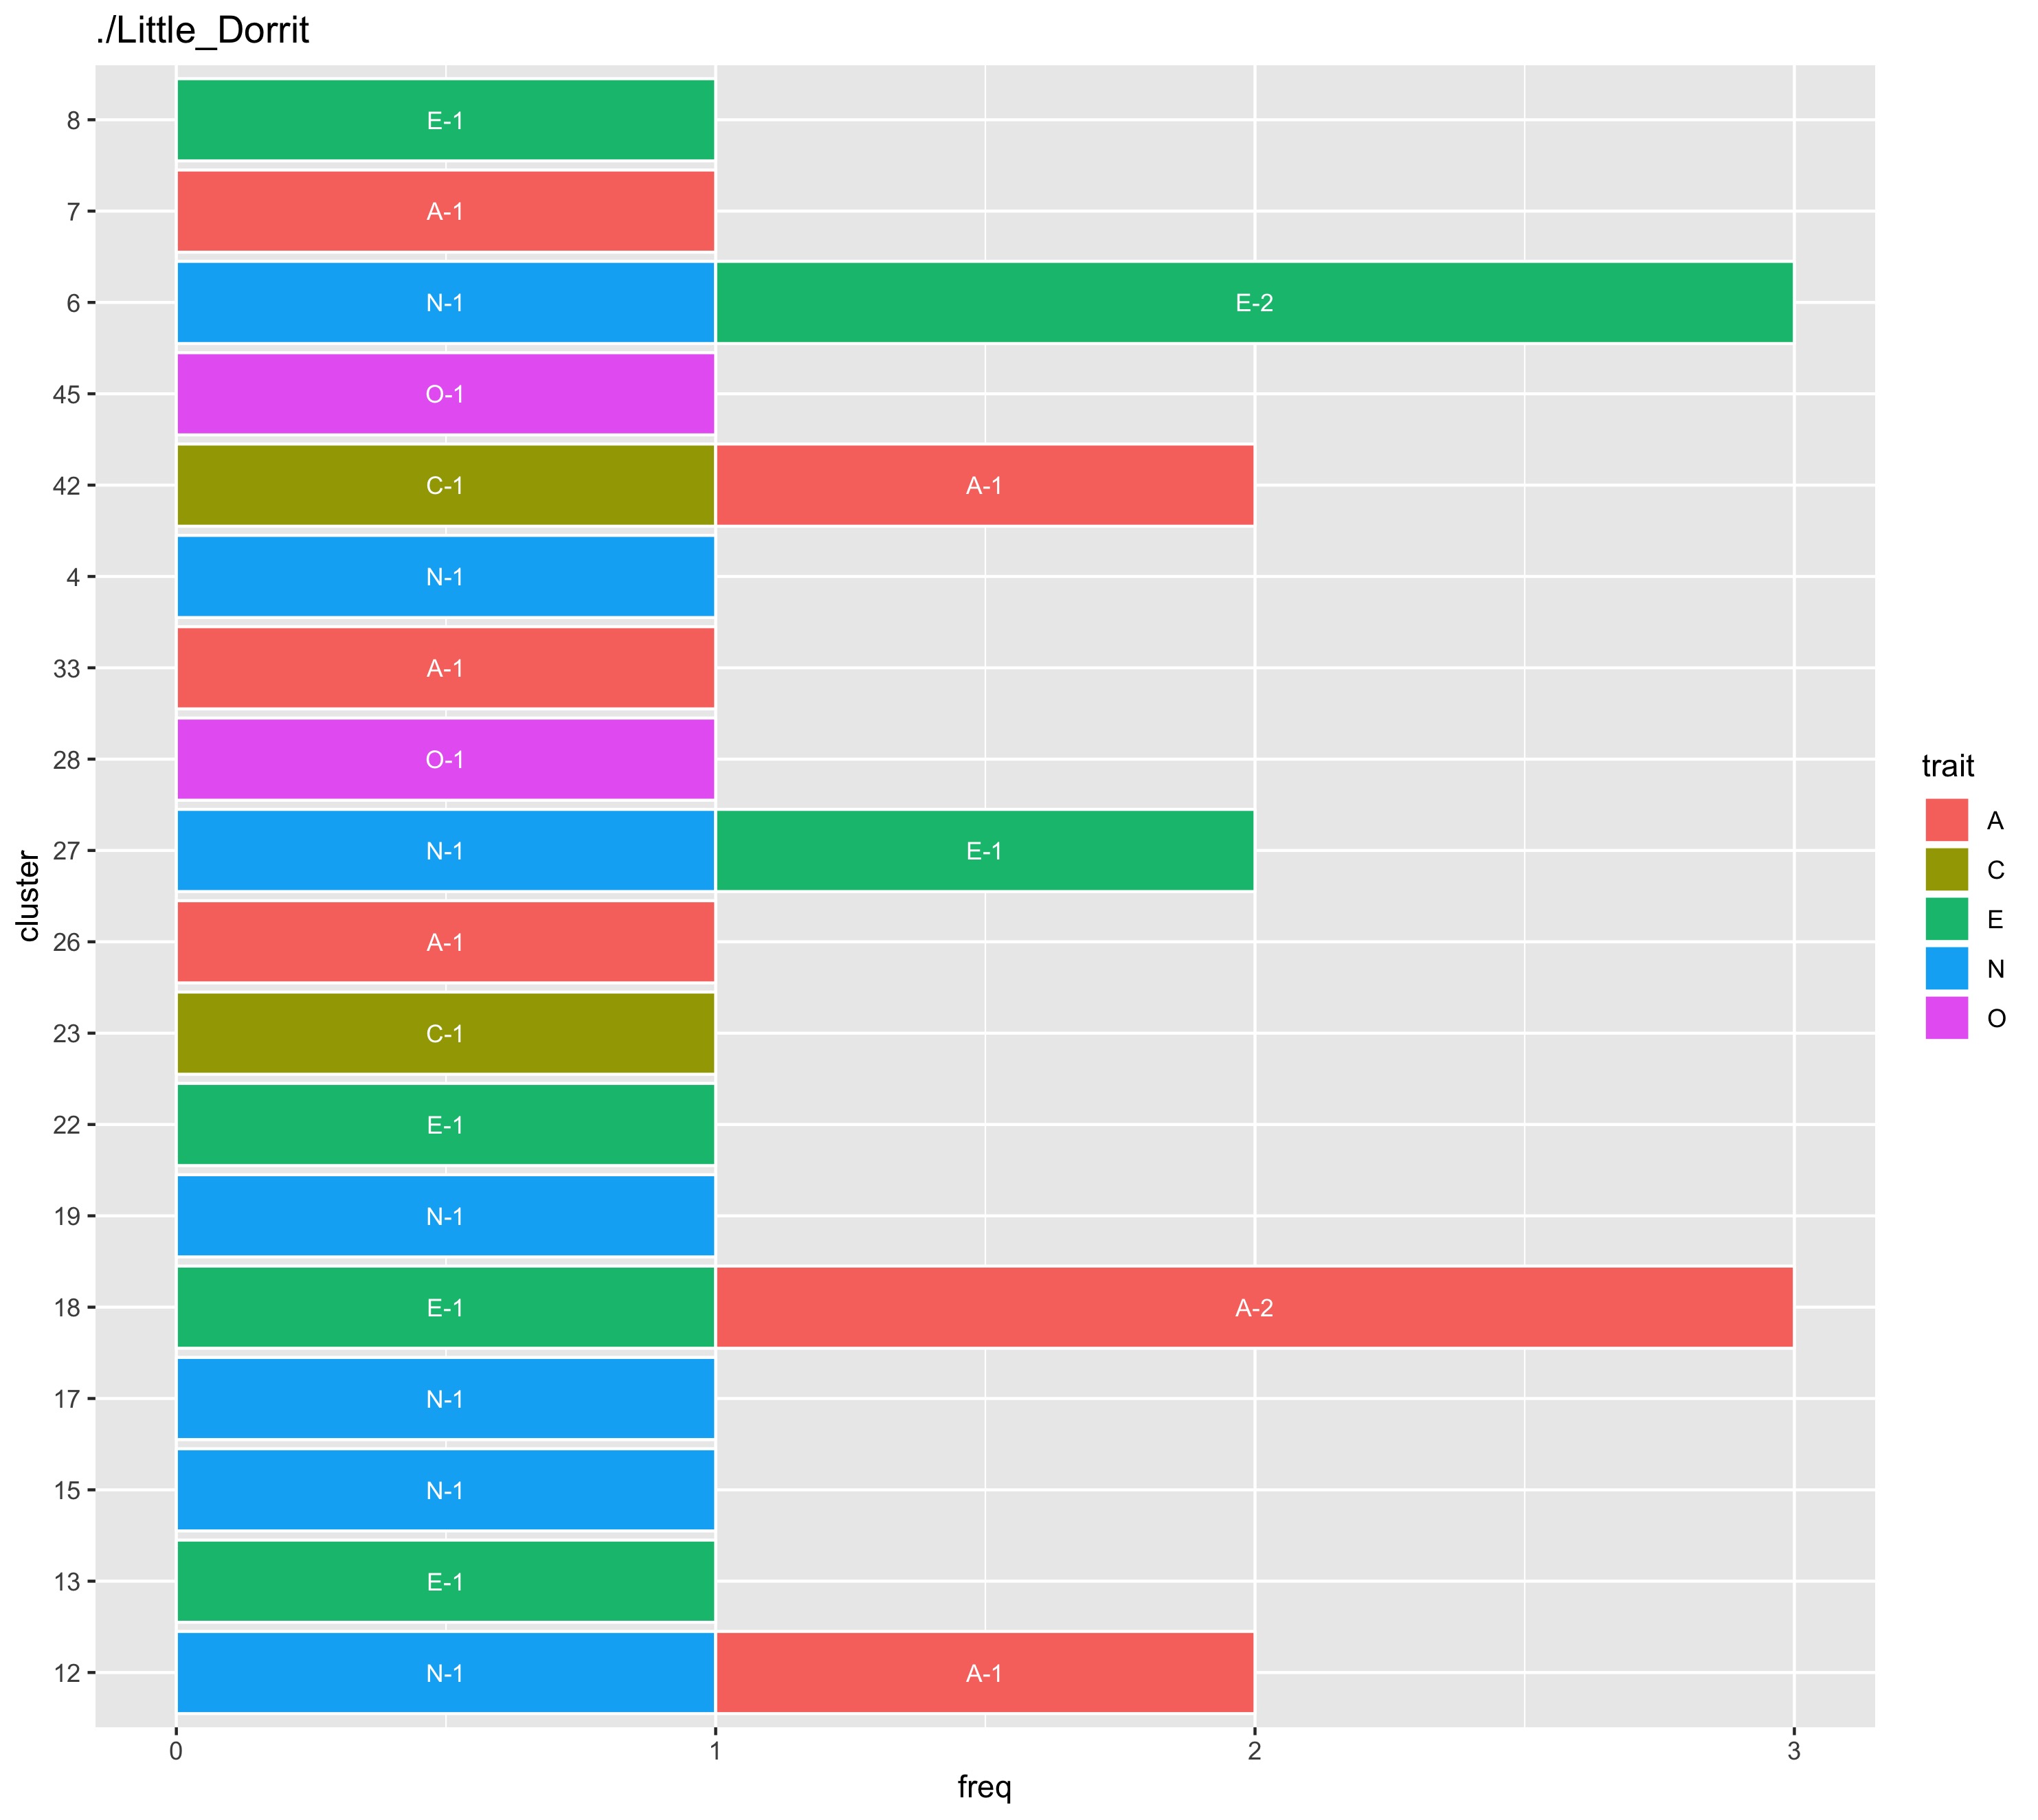 ./Little_Dorrit
8 E-1
7 A-1
6 N-1 E-2
45 O-1
42 C-1 A-1
4 N-1
33 A-1
28 O-1
27 N-1 E-1
26 A-1
23 C-1
22 E-1
19 N-1
18 E-1 A-2
17 N-1
15 N-1
13 E-1
12 N-1 A-1
0 1 2 3
freq
cluster
trait
A
C
E
N
O